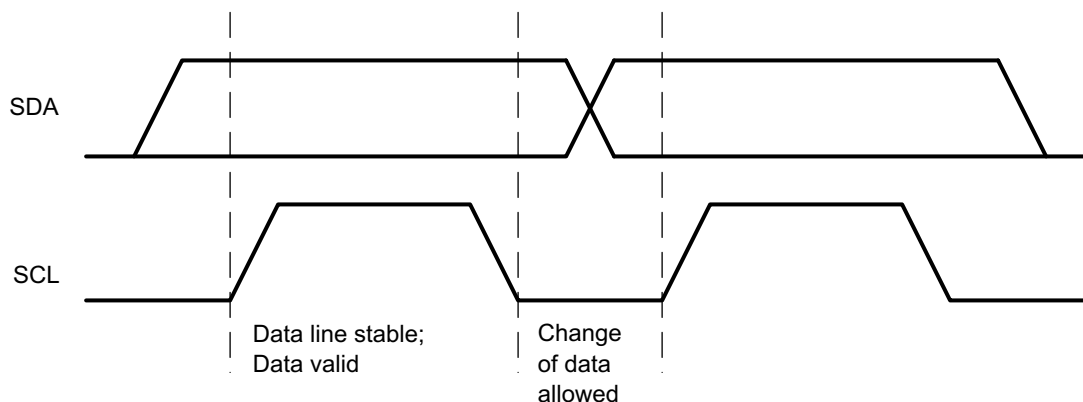 SDA
SCL
Data line stable;
Data valid
Change
of data
allowed